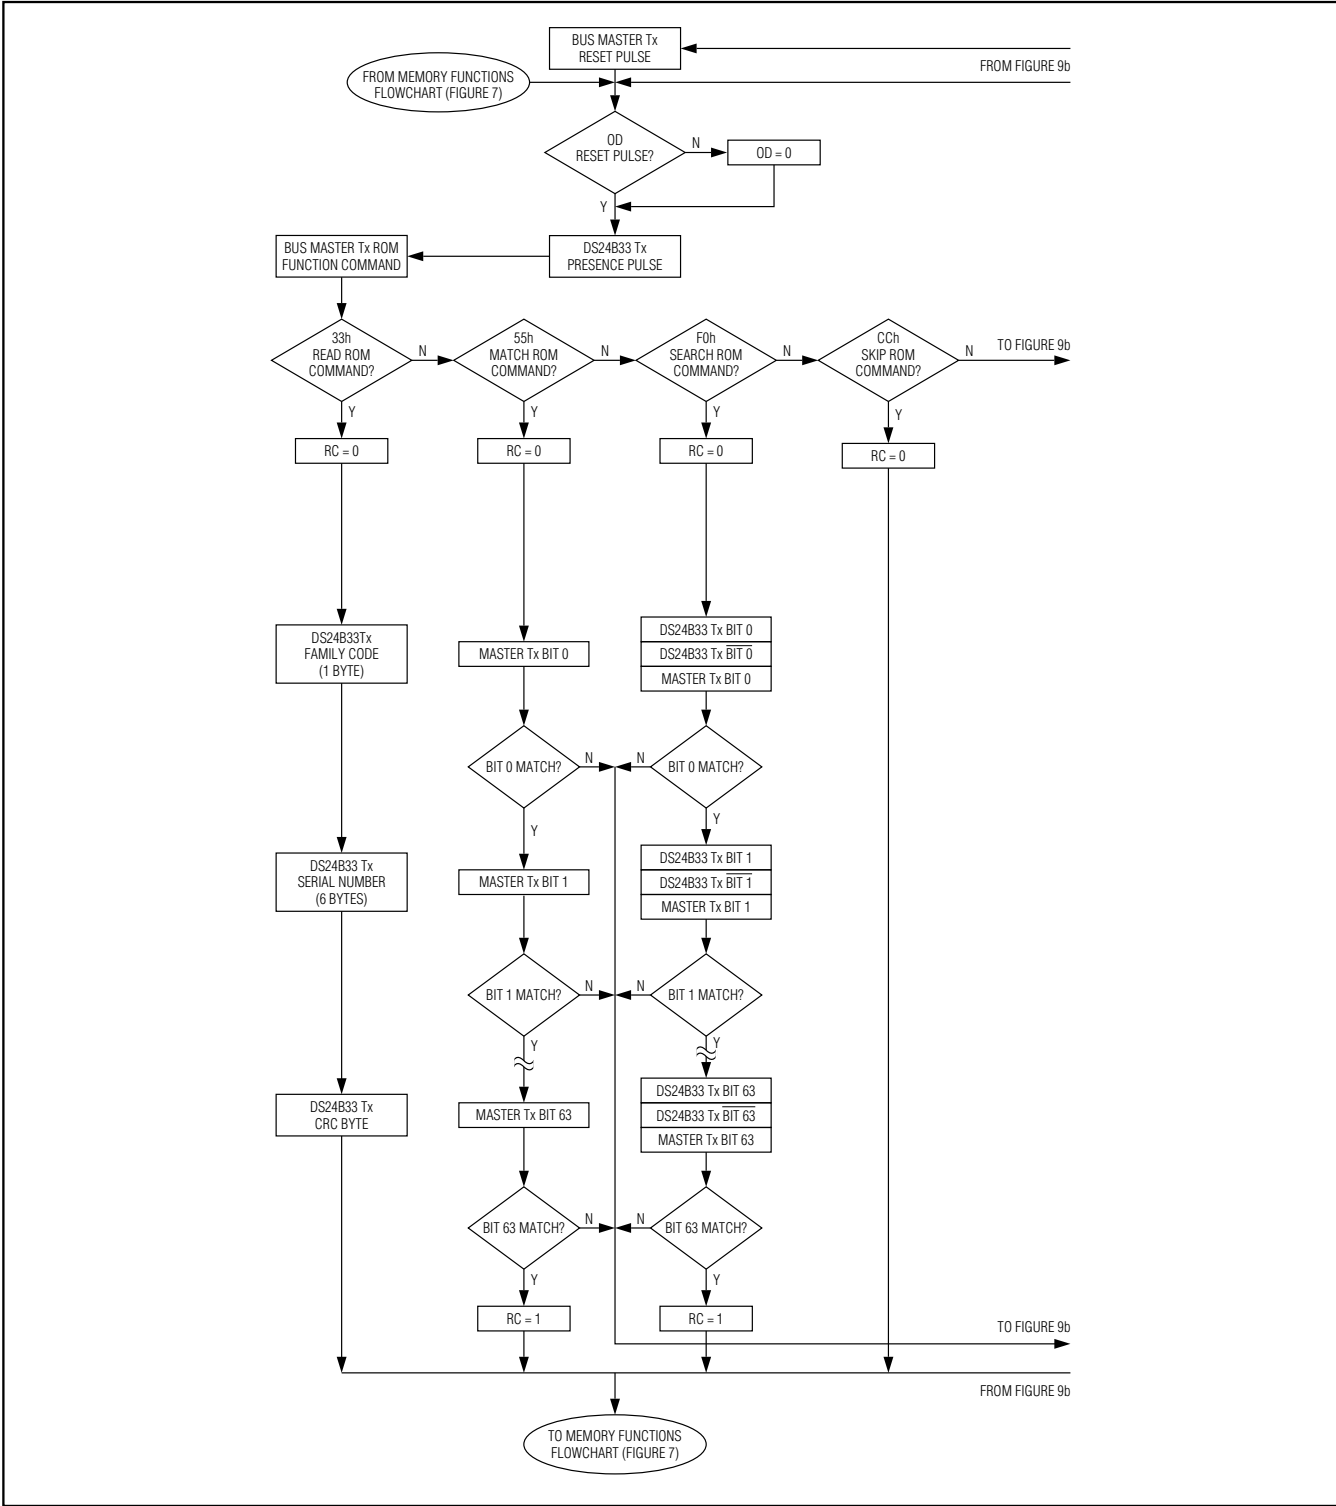 BUS MASTER Tx
RESET PULSE
FROM FIGURE 9b
FROM MEMORY FUNCTIONS
FLOWCHART (FIGURE 7)
OD
RESET PULSE?
N
OD = 0
Y
BUS MASTER Tx ROM
FUNCTION COMMAND
DS24B33 Tx
PRESENCE PULSE
33h
READ ROM
COMMAND?
N
55h
MATCH ROM
COMMAND?
N
F0h
SEARCH ROM
COMMAND?
N
CCh
SKIP ROM
COMMAND?
N
TO FIGURE 9b
Y
Y
Y
Y
RC = 0
RC = 0
RC = 0
RC = 0
DS24B33Tx
FAMILY CODE
(1 BYTE)
MASTER Tx BIT 0
DS24B33 Tx BIT 0
DS24B33 Tx B̅I̅T̅ ̅0̅
MASTER Tx BIT 0
BIT 0 MATCH?
N
N
BIT 0 MATCH?
Y
Y
DS24B33 Tx
SERIAL NUMBER
(6 BYTES)
MASTER Tx BIT 1
DS24B33 Tx BIT 1
DS24B33 Tx B̅I̅T̅ ̅1̅
MASTER Tx BIT 1
BIT 1 MATCH?
N
N
BIT 1 MATCH?
Y
Y
DS24B33 Tx
CRC BYTE
MASTER Tx BIT 63
DS24B33 Tx BIT 63
DS24B33 Tx B̅I̅T̅ ̅6̅3̅
MASTER Tx BIT 63
BIT 63 MATCH?
N
N
BIT 63 MATCH?
Y
Y
RC = 1
RC = 1
TO FIGURE 9b
FROM FIGURE 9b
TO MEMORY FUNCTIONS
FLOWCHART (FIGURE 7)